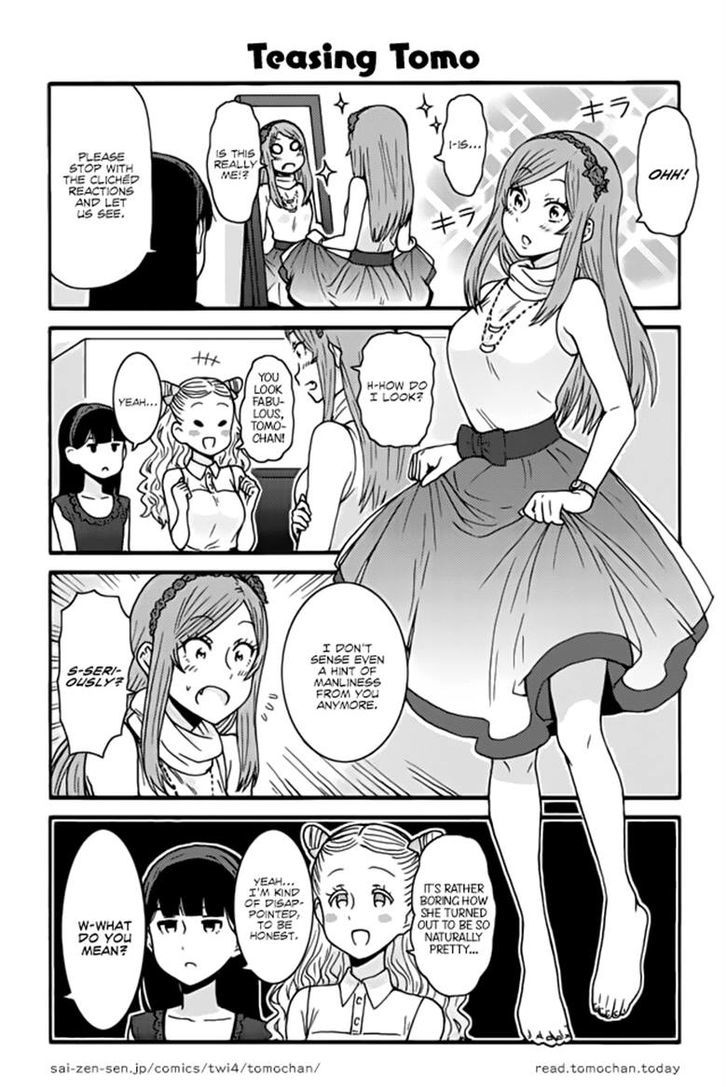 Teasing Tomo
OHH!
キラ
キラ
I-IS...
IS THIS
REALLY
ME!?
PLEASE
STOP WITH
THE CLICHÉD
REACTIONS
AND LET
US SEE.
H-HOW DO
I LOOK?
YOU
LOOK
FABU-
LOUS,
TOMO-
CHAN!
YEAH...
I DON'T
SENSE EVEN
A HINT OF
MANLINESS
FROM YOU
ANYMORE.
S-SERI-
OUSLY?
IT'S RATHER
BORING HOW
SHE TURNED
OUT TO BE SO
NATURALLY
PRETTY...
YEAH...
I'M KIND
OF DISAP-
POINTED,
TO BE
HONEST.
W-WHAT
DO YOU
MEAN?
sai-zen-sen.jp/comics/twi4/tomochan/
read.tomochan.today